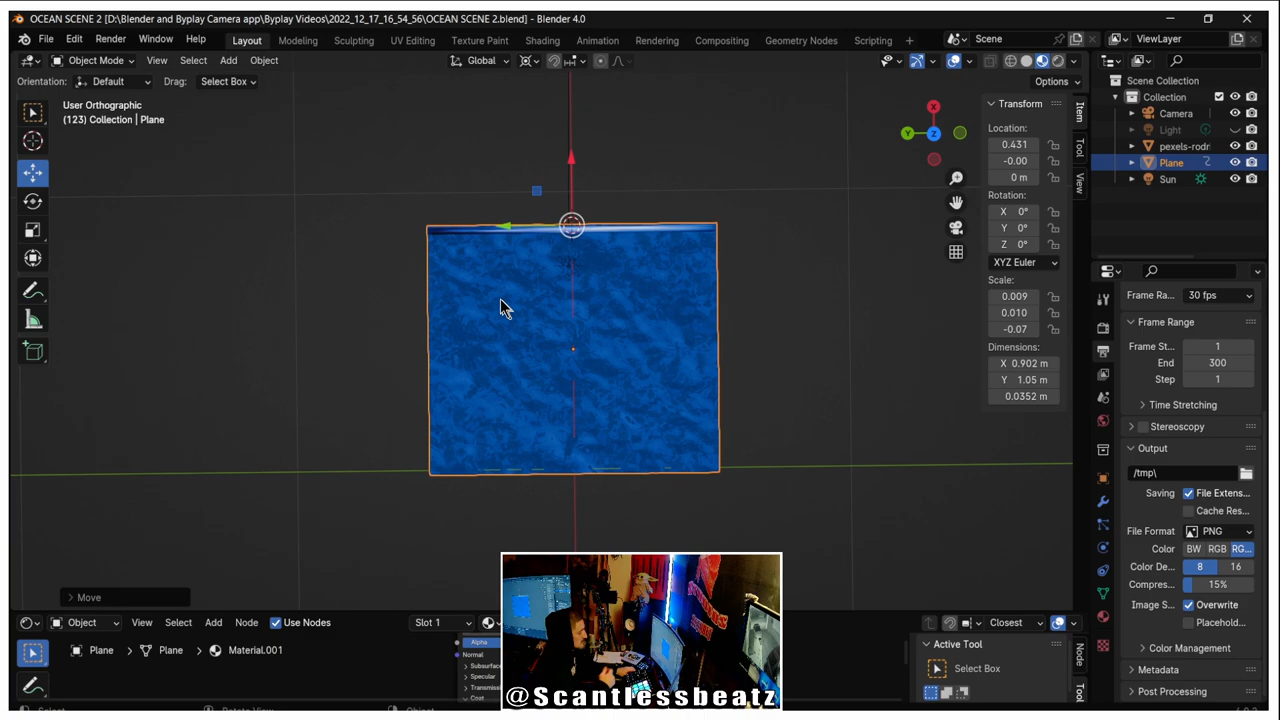 OCEAN SCENE 2 [D:\Blender and Byplay Camera app\Byplay Videos\2022_12_17_16_54_56\OCEAN SCENE 2.blend] - Blender 4.0
File Edit Render Window Help Layout Modeling Sculpting UV Editing Texture Paint Shading Animation Rendering Compositing Geometry Nodes Scripting + Scene ViewLayer
Object Mode View Select Add Object Global
Orientation: Default Drag: Select Box Options
User Orthographic
(123) Collection | Plane
X
Y
Z
Transform
Location:
0.431
-0.00
0 m
Rotation:
X 0°
Y 0°
Z 0°
XYZ Euler
Scale:
0.009
0.010
-0.07
Dimensions:
X 0.902 m
Y 1.05 m
0.0352 m
Item
Tool
View
Scene Collection
Collection
Camera
Light
pexels-rodr
Plane
Sun
Frame Ra... 30 fps
Frame Range
Frame St... 1
End 300
Step 1
Time Stretching
Stereoscopy
Output
/tmp\
Saving File Extens...
Cache Res...
File Format PNG
Color BW RGB RG...
Color De... 8 16
Compres... 15%
Image S... Overwrite
Placehold...
Color Management
Metadata
Post Processing
Move
Object View Select Add Node Use Nodes Slot 1 Closest
Plane Plane Material.001
Alpha
Normal
Subsurfac
Specular
Transmiss
Coat
Active Tool
Select Box
Node
Tool
@Scantlessbeatz